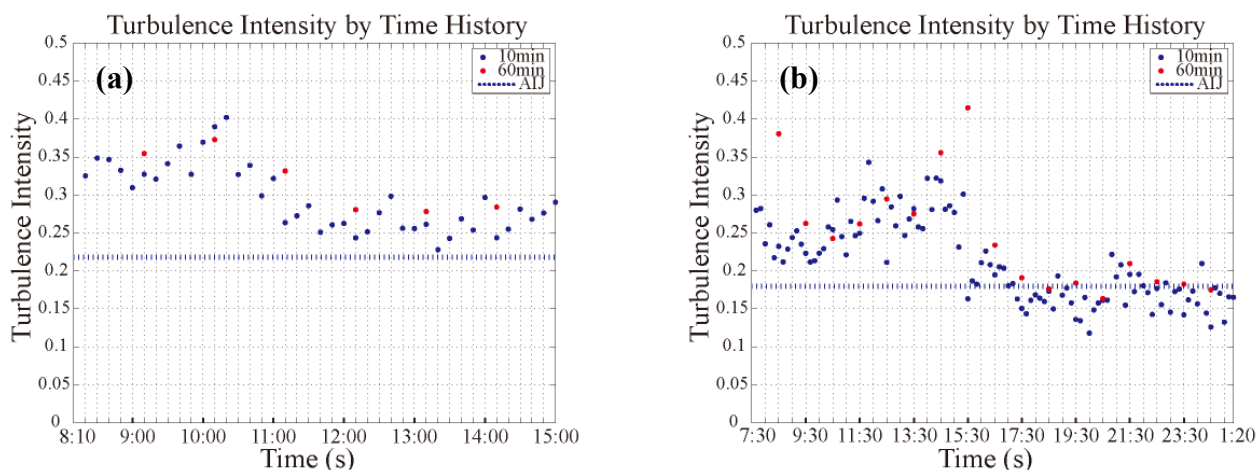 Turbulence Intensity by Time History
0.5
0.45
0.4
0.35
0.3
0.25
0.2
0.15
0.1
0.05
0
Turbulence Intensity
(a)
10min
60min
AIJ
8:10 9:00 10:00 11:00 12:00 13:00 14:00 15:00
Time (s)
Turbulence Intensity by Time History
0.5
0.45
0.4
0.35
0.3
0.25
0.2
0.15
0.1
0.05
0
Turbulence Intensity
(b)
10min
60min
AIJ
7:30 9:30 11:30 13:30 15:30 17:30 19:30 21:30 23:30 1:20
Time (s)